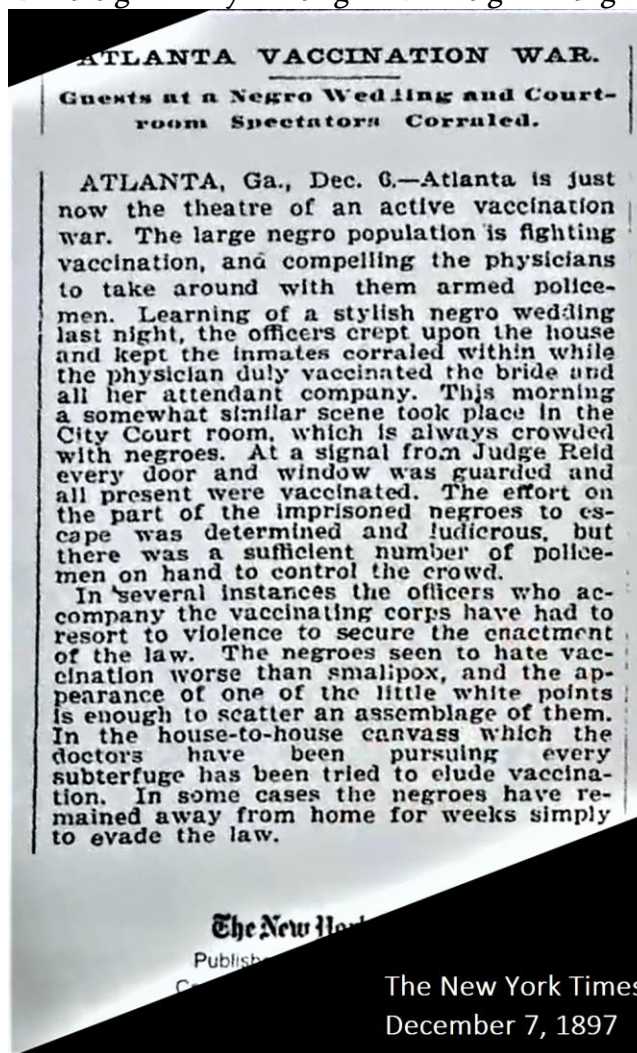 ATLANTA VACCINATION WAR.
Guests at a Negro Wedding and Court-
room Spectators Corraled.
ATLANTA, Ga., Dec. 6.—Atlanta is just
now the theatre of an active vaccination
war. The large negro population is fighting
vaccination, and compelling the physicians
to take around with them armed police-
men. Learning of a stylish negro wedding
last night, the officers crept upon the house
and kept the inmates corraled within while
the physician duly vaccinated the bride and
all her attendant company. This morning
a somewhat similar scene took place in the
City Court room, which is always crowded
with negroes. At a signal from Judge Reid
every door and window was guarded and
all present were vaccinated. The effort on
the part of the imprisoned negroes to es-
cape was determined and ludicrous, but
there was a sufficient number of police-
men on hand to control the crowd.
In several instances the officers who ac-
company the vaccinating corps have had to
resort to violence to secure the enactment
of the law. The negroes seen to hate vac-
cination worse than smallpox, and the ap-
pearance of one of the little white points
is enough to scatter an assemblage of them.
In the house-to-house canvass which the
doctors have been pursuing every
subterfuge has been tried to elude vaccina-
tion. In some cases the negroes have re-
mained away from home for weeks simply
to evade the law.
The New
Publish
The New York Times
December 7, 1897